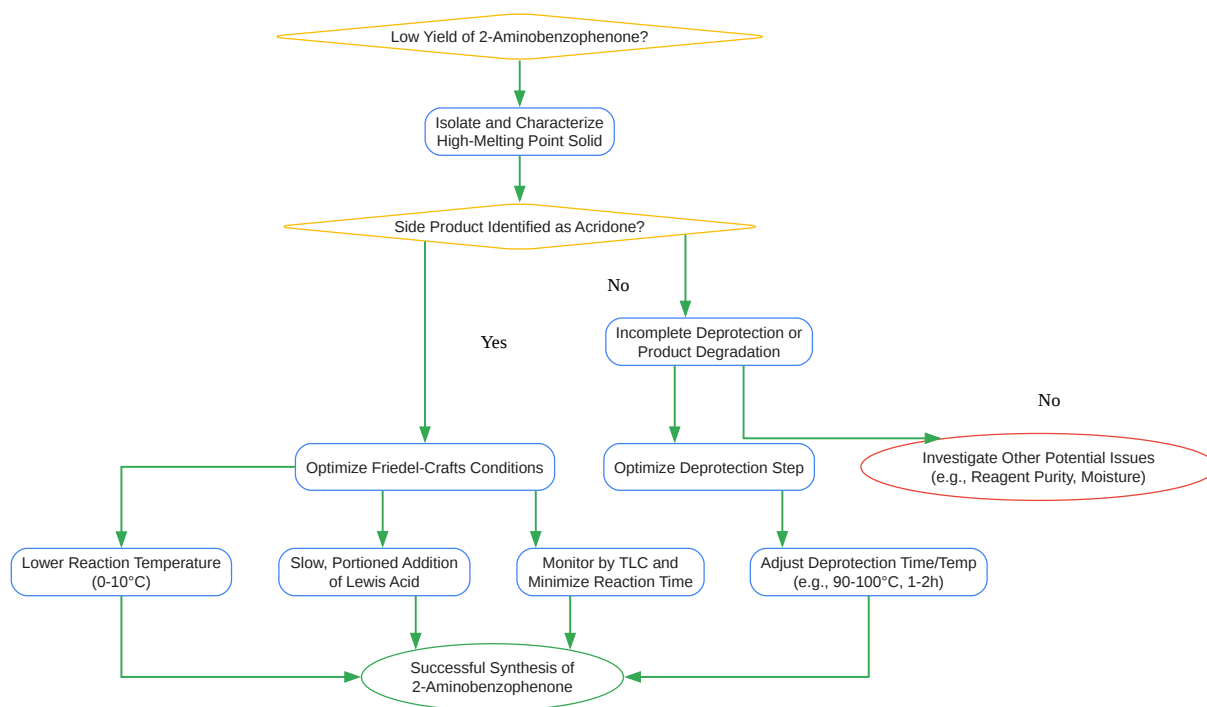 Low Yield of 2-Aminobenzophenone?
Isolate and Characterize
High-Melting Point Solid
Side Product Identified as Acridone?
No
Yes
Incomplete Deprotection or
Product Degradation
No
Optimize Friedel-Crafts Conditions
Optimize Deprotection Step
Investigate Other Potential Issues
(e.g., Reagent Purity, Moisture)
Lower Reaction Temperature
(0-10°C)
Slow, Portioned Addition
of Lewis Acid
Monitor by TLC and
Minimize Reaction Time
Adjust Deprotection Time/Temp
(e.g., 90-100°C, 1-2h)
Successful Synthesis of
2-Aminobenzophenone